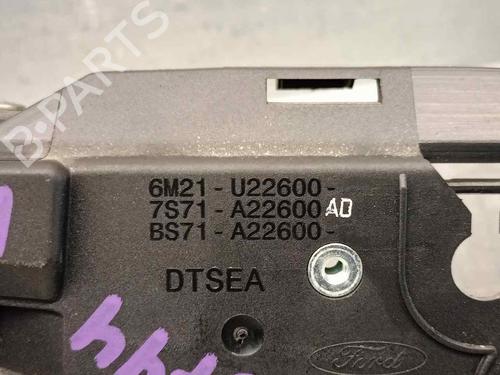 B-PARTS
6M21 - U22600 -
7S71 - A22600 AD
BS71 - A22600 -
DTSEA
Ford